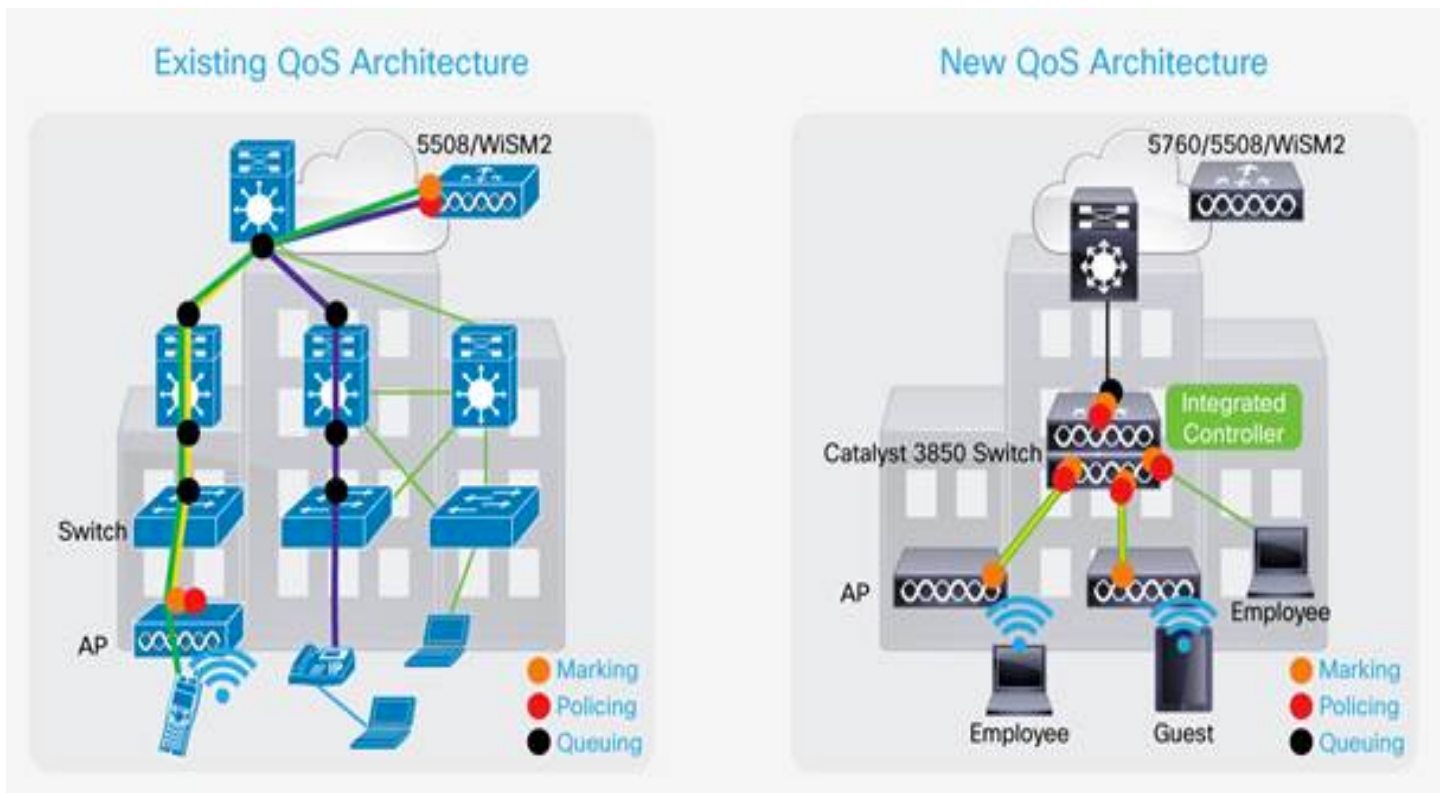 Existing QoS Architecture
5508/WiSM2
Switch
AP
Marking
Policing
Queuing
New QoS Architecture
5760/5508/WiSM2
Integrated
Controller
Catalyst 3850 Switch
AP
Employee
Employee
Guest
Marking
Policing
Queuing